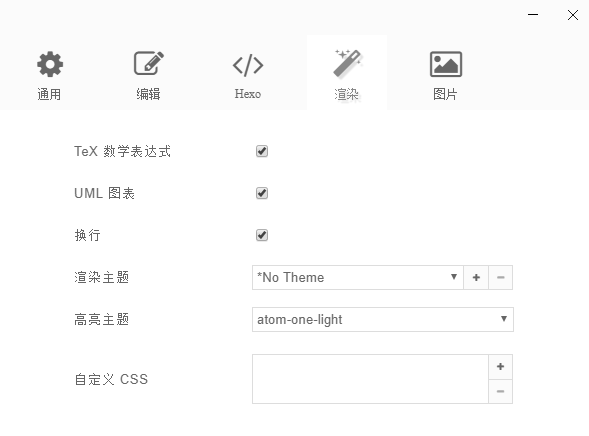 通用
编辑
Hexo
渲染
图片
TeX 数学表达式
UML 图表
换行
渲染主题
*No Theme
高亮主题
atom-one-light
自定义 CSS